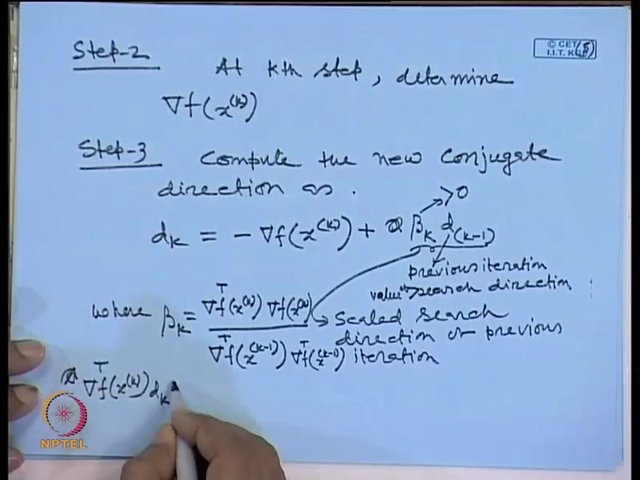 Step-2
© CET
I.I.T. KGP
At kth step, determine
∇f(x^(k))
Step-3 Compute the new Conjugate
direction as.
d_k = -∇f(x^(k)) + β_k d_(k-1)
>0
previous iteration
value search direction
where β_k = ∇f^T(x^(k)) ∇f(x^(k)) / ∇f^T(x^(k-1)) ∇f^T(x^(k-1))
→ Scaled search
direction of previous
iteration
∇f^T(x^(k)) d_k
NPTEL